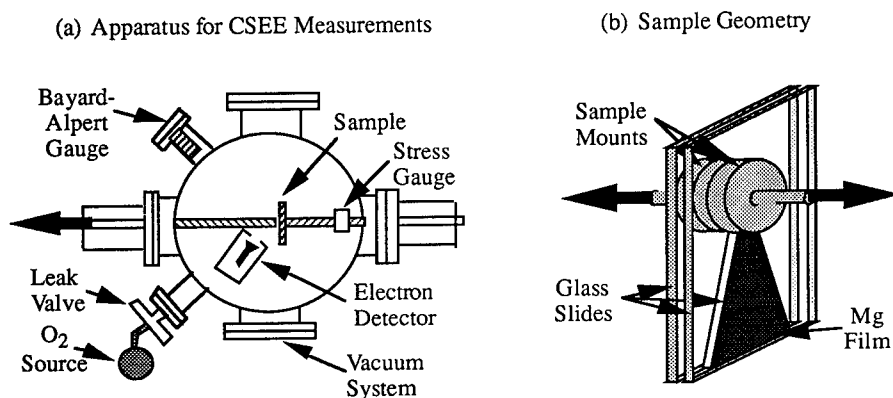 (a) Apparatus for CSEE Measurements
Bayard-
Alpert
Gauge
Sample
Stress
Gauge
Leak
Valve
O2
Source
Electron
Detector
Vacuum
System
(b) Sample Geometry
Sample
Mounts
Glass
Slides
Mg
Film